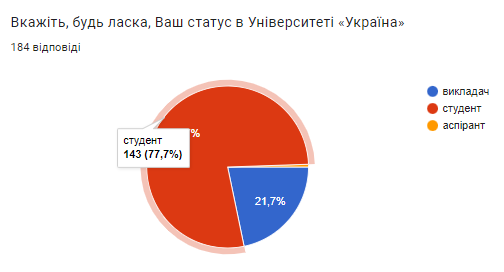 Вкажіть, будь ласка, Ваш статус в Університеті «Україна»
184 відповіді
викладач
студент
аспірант
студент
143 (77,7%)
21,7%